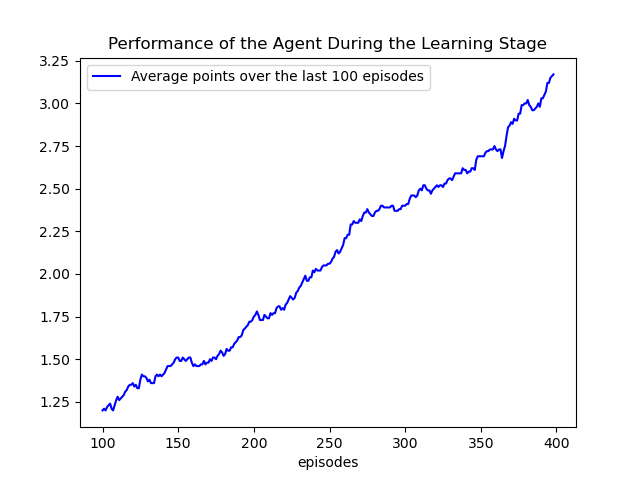 Performance of the Agent During the Learning Stage
Average points over the last 100 episodes
3.25
3.00
2.75
2.50
2.25
2.00
1.75
1.50
1.25
100 150 200 250 300 350 400
episodes